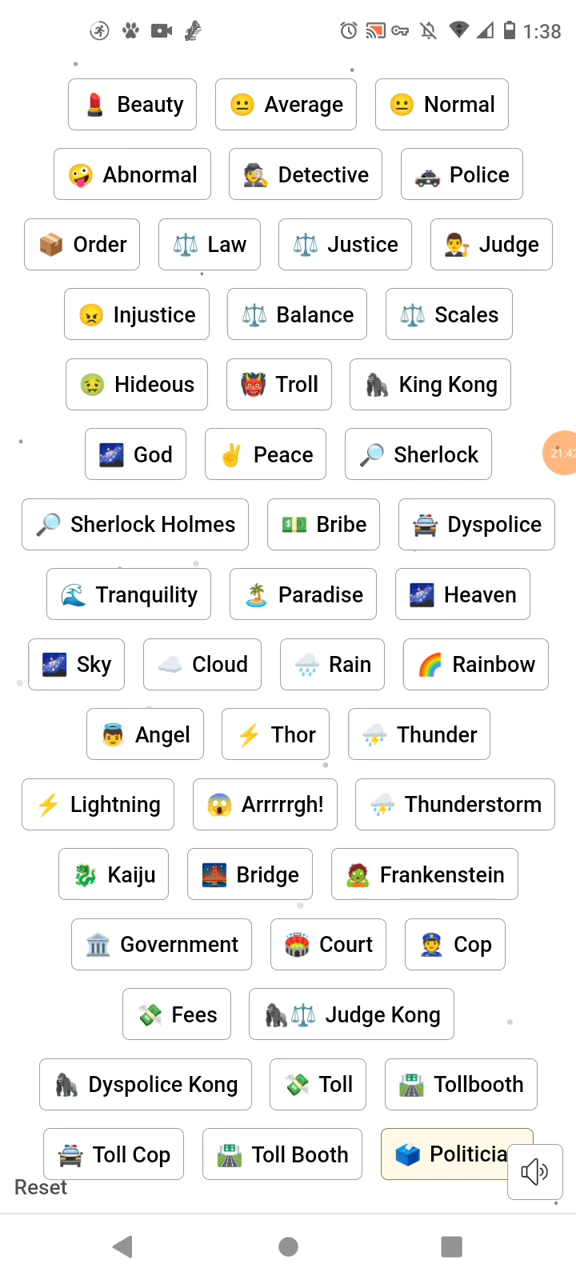 1:38
Beauty Average Normal
Abnormal Detective Police
Order Law Justice Judge
Injustice Balance Scales
Hideous Troll King Kong
God Peace Sherlock
21:42
Sherlock Holmes Bribe Dyspolice
Tranquility Paradise Heaven
Sky Cloud Rain Rainbow
Angel Thor Thunder
Lightning Arrrrrgh! Thunderstorm
Kaiju Bridge Frankenstein
Government Court Cop
Fees Judge Kong
Dyspolice Kong Toll Tollbooth
Toll Cop Toll Booth Politicia
Reset